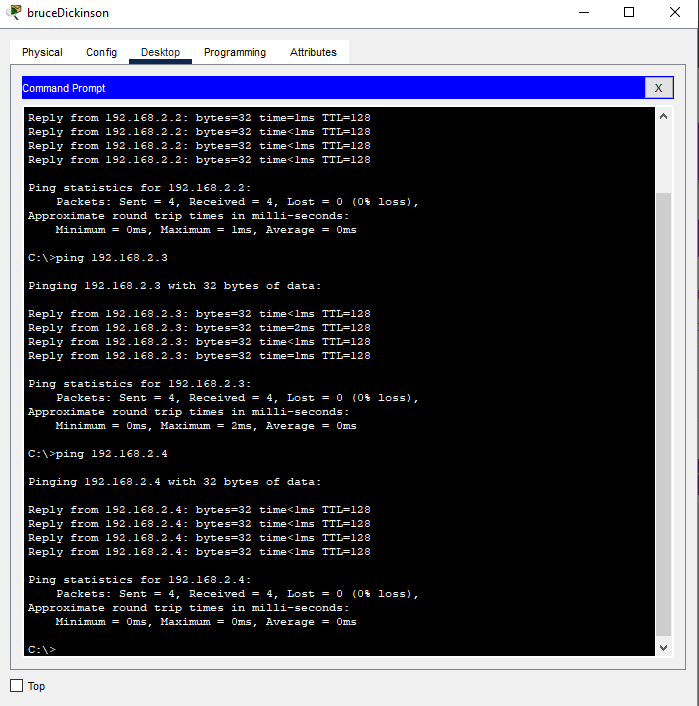 bruceDickinson
Physical Config Desktop Programming Attributes
Command Prompt X
Reply from 192.168.2.2: bytes=32 time=1ms TTL=128
Reply from 192.168.2.2: bytes=32 time<1ms TTL=128
Reply from 192.168.2.2: bytes=32 time<1ms TTL=128
Reply from 192.168.2.2: bytes=32 time<1ms TTL=128
Ping statistics for 192.168.2.2:
    Packets: Sent = 4, Received = 4, Lost = 0 (0% loss),
Approximate round trip times in milli-seconds:
    Minimum = 0ms, Maximum = 1ms, Average = 0ms
C:\>ping 192.168.2.3
Pinging 192.168.2.3 with 32 bytes of data:
Reply from 192.168.2.3: bytes=32 time<1ms TTL=128
Reply from 192.168.2.3: bytes=32 time=2ms TTL=128
Reply from 192.168.2.3: bytes=32 time<1ms TTL=128
Reply from 192.168.2.3: bytes=32 time=1ms TTL=128
Ping statistics for 192.168.2.3:
    Packets: Sent = 4, Received = 4, Lost = 0 (0% loss),
Approximate round trip times in milli-seconds:
    Minimum = 0ms, Maximum = 2ms, Average = 0ms
C:\>ping 192.168.2.4
Pinging 192.168.2.4 with 32 bytes of data:
Reply from 192.168.2.4: bytes=32 time<1ms TTL=128
Reply from 192.168.2.4: bytes=32 time<1ms TTL=128
Reply from 192.168.2.4: bytes=32 time<1ms TTL=128
Reply from 192.168.2.4: bytes=32 time<1ms TTL=128
Ping statistics for 192.168.2.4:
    Packets: Sent = 4, Received = 4, Lost = 0 (0% loss),
Approximate round trip times in milli-seconds:
    Minimum = 0ms, Maximum = 0ms, Average = 0ms
C:\>
Top